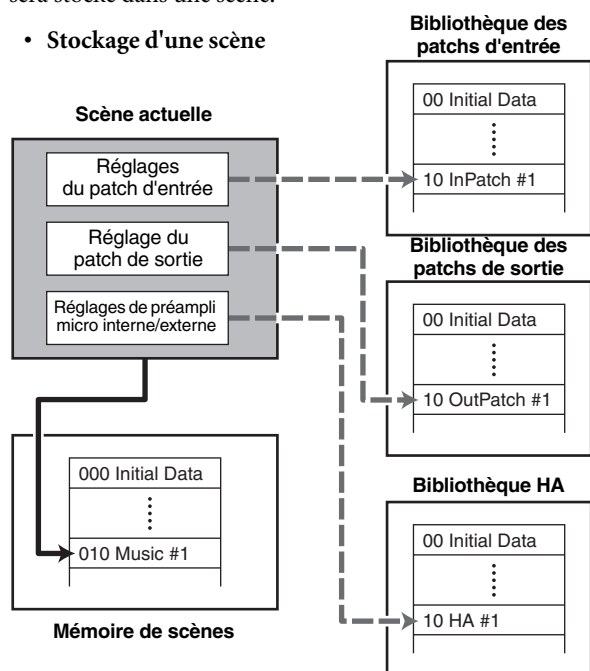 sera stocké dans une scène.
• Stockage d'une scène
Bibliothèque des
patchs d'entrée
00 Initial Data
10 InPatch #1
Scène actuelle
Réglages
du patch d'entrée
Réglage du
patch de sortie
Réglages de préampli
micro interne/externe
Bibliothèque des
patchs de sortie
00 Initial Data
10 OutPatch #1
000 Initial Data
010 Music #1
Mémoire de scènes
Bibliothèque HA
00 Initial Data
10 HA #1